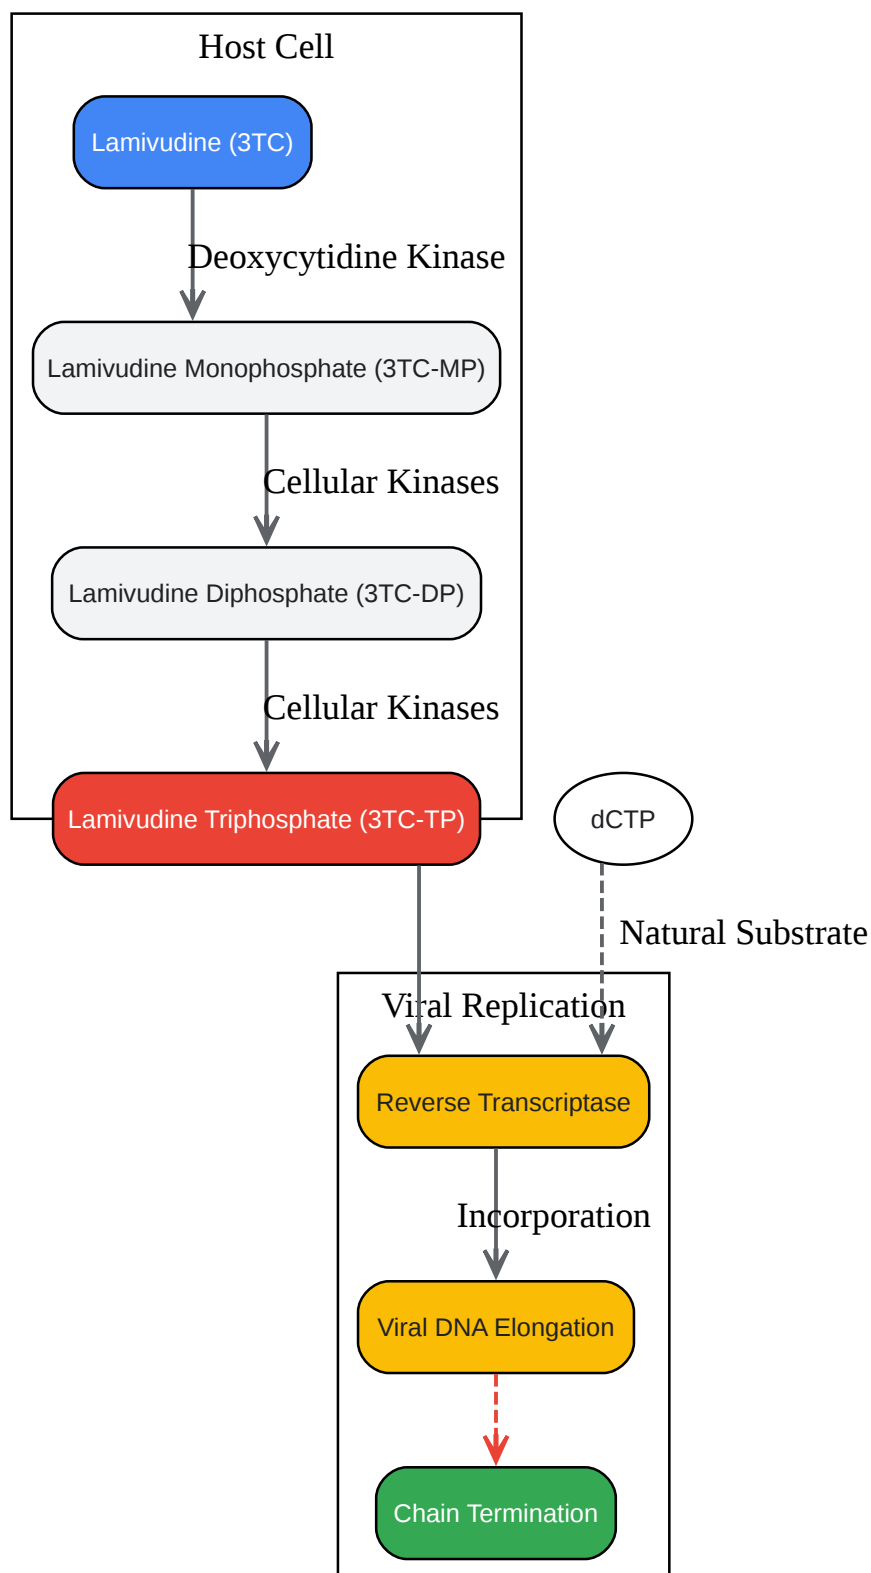 Host Cell
Lamivudine (3TC)
Deoxycytidine Kinase
Lamivudine Monophosphate (3TC-MP)
Cellular Kinases
Lamivudine Diphosphate (3TC-DP)
Cellular Kinases
Lamivudine Triphosphate (3TC-TP)
dCTP
Natural Substrate
Viral Replication
Reverse Transcriptase
Incorporation
Viral DNA Elongation
Chain Termination